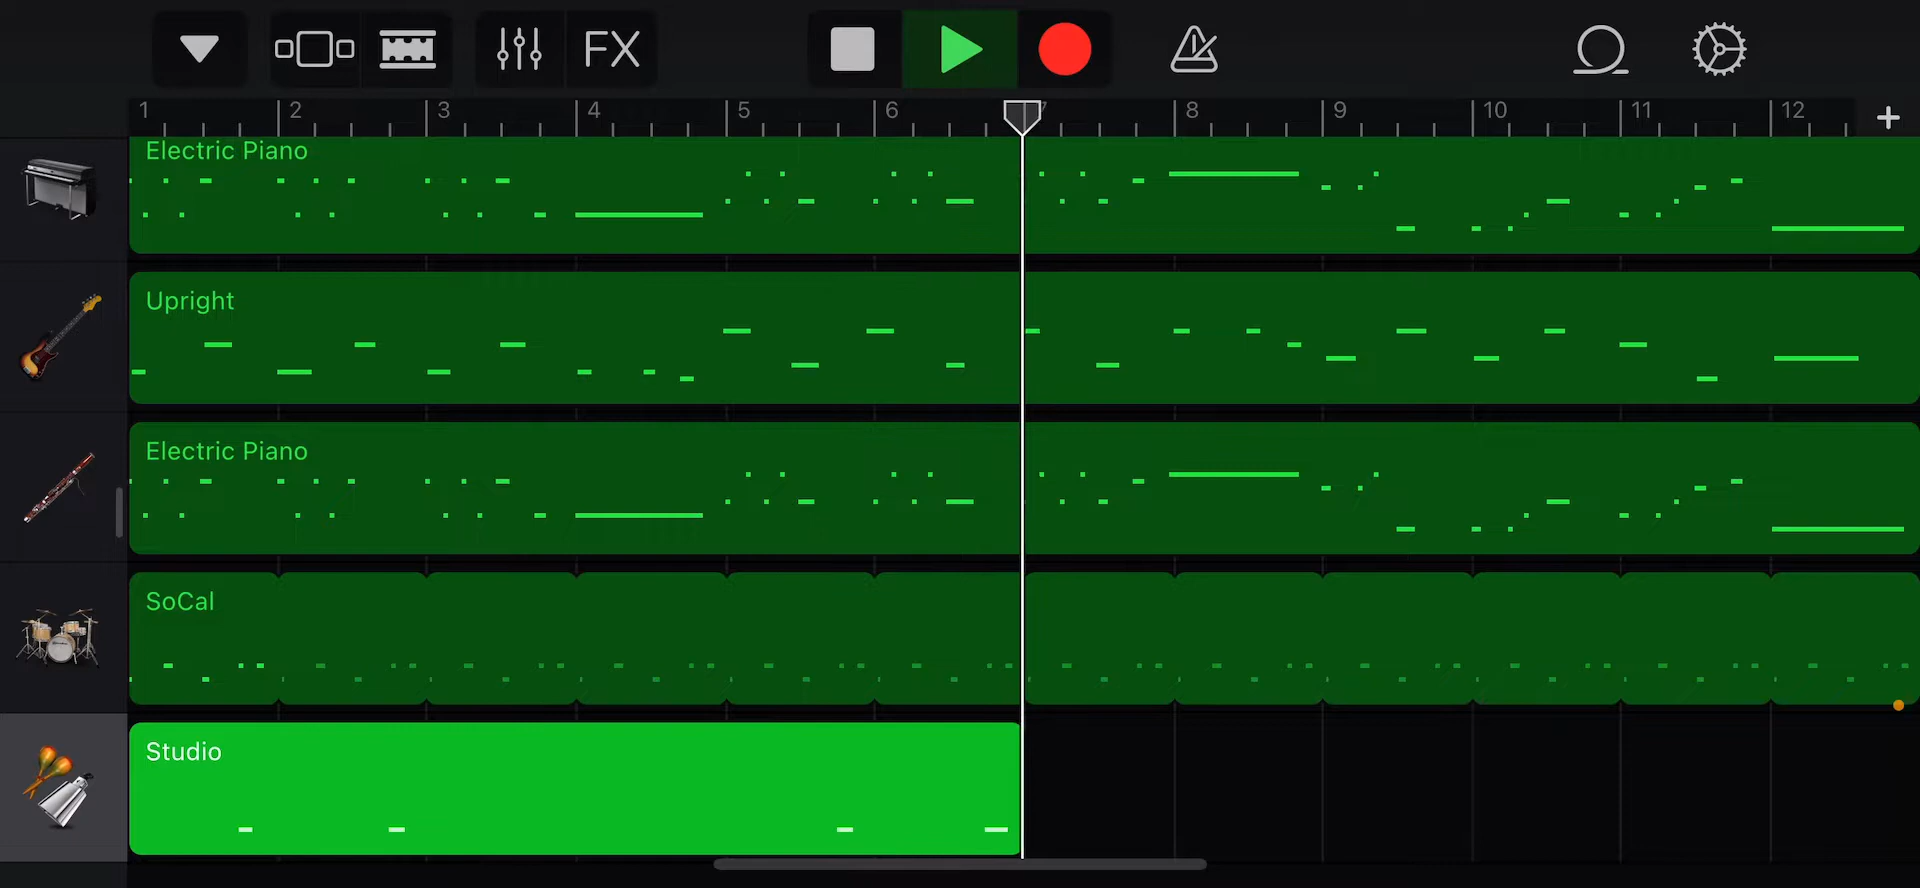 FX
1 2 3 4 5 6 7 8 9 10 11 12 +
Electric Piano
Upright
Electric Piano
SoCal
Studio